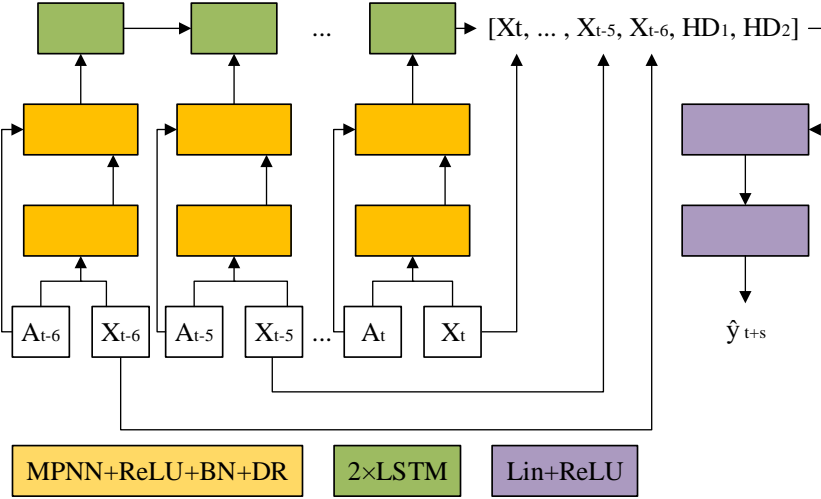 ...
[Xt, ... , Xt-5, Xt-6, HD1, HD2]
At-6 Xt-6 At-5 Xt-5 ... At Xt
ŷ t+s
MPNN+ReLU+BN+DR 2×LSTM Lin+ReLU